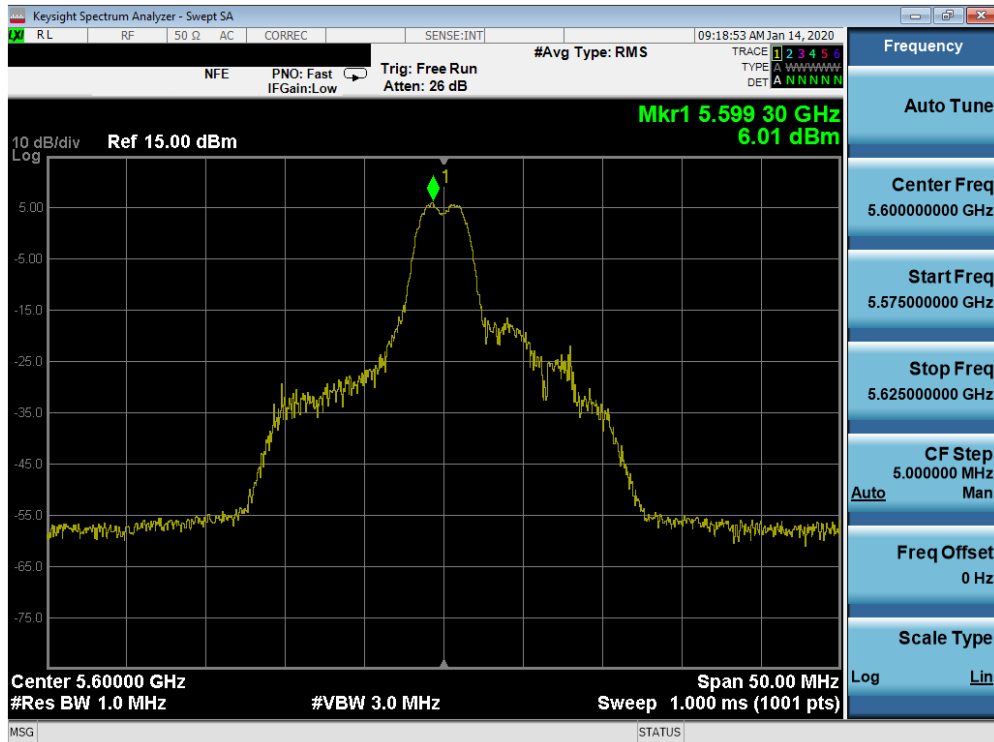 Keysight Spectrum Analyzer - Swept SA
LXI RL RF 50 Ω AC CORREC SENSE:INT 09:18:53 AM Jan 14, 2020
NFE PNO: Fast Trig: Free Run #Avg Type: RMS TRACE 1 2 3 4 5 6
IFGain:Low Atten: 26 dB TYPE A WWWWW
DET A N N N N N
Mkr1 5.599 30 GHz
6.01 dBm
10 dB/div Ref 15.00 dBm
Log
1
5.00
-5.00
-15.0
-25.0
-35.0
-45.0
-55.0
-65.0
-75.0
Center 5.60000 GHz Span 50.00 MHz
#Res BW 1.0 MHz #VBW 3.0 MHz Sweep 1.000 ms (1001 pts)
MSG STATUS
Frequency
Auto Tune
Center Freq
5.600000000 GHz
Start Freq
5.575000000 GHz
Stop Freq
5.625000000 GHz
CF Step
5.000000 MHz
Auto Man
Freq Offset
0 Hz
Scale Type
Log Lin